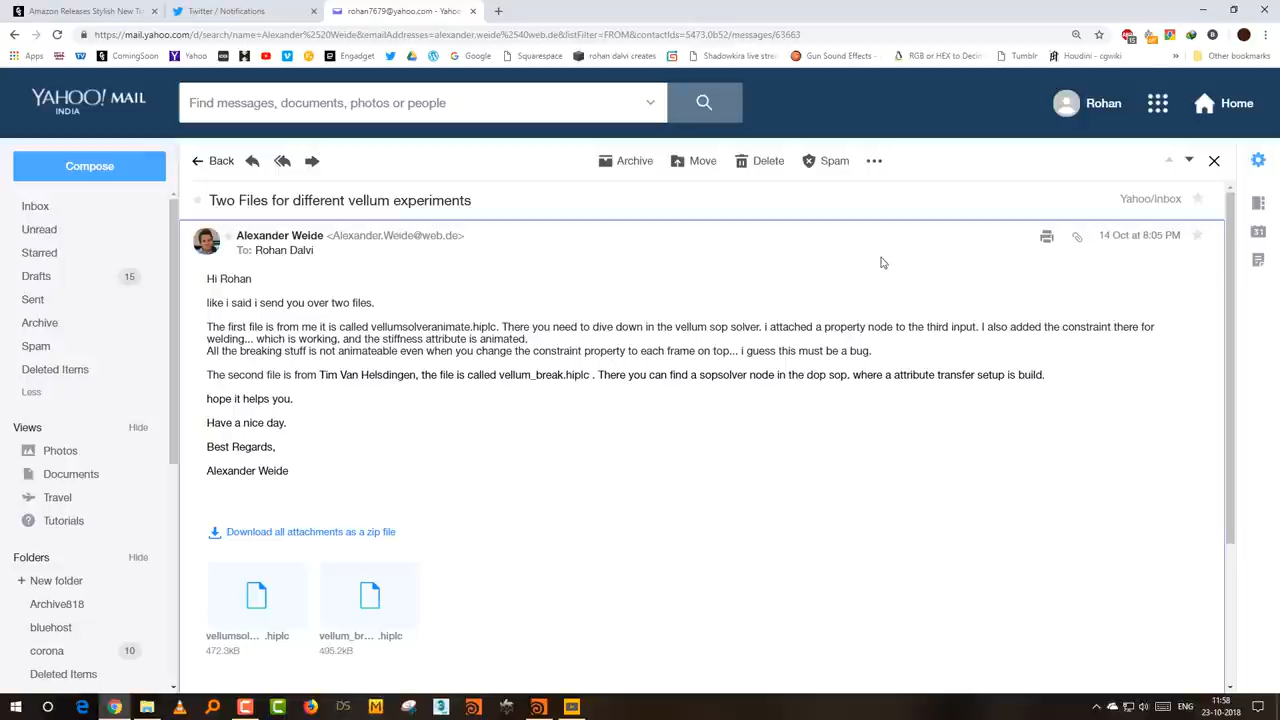 Amazon Releases Stylish New Tu
Twitter / Notifications
rohan7679@yahoo.com - Yahoo
https://mail.yahoo.com/d/search/name=Alexander%2520Weide&emailAddresses=alexander.weide%2540web.de&listFilter=FROM&contactIds=5473.0b52/messages/63663
Apps
ComingSoon
Yahoo
Engadget
Google
Squarespace
rohan dalvi creates
Shadowkira live stre
Gun Sound Effects -
RGB or HEX to Decin
Tumblr
Houdini - cgwiki
»
Other bookmarks
YAHOO! MAIL
INDIA
Find messages, documents, photos or people
Rohan
Home
Compose
Back
Archive
Move
Delete
Spam
Inbox
Unread
Starred
Drafts 15
Sent
Archive
Spam
Deleted Items
Less
Views Hide
Photos
Documents
Travel
Tutorials
Folders Hide
+ New folder
Archive818
bluehost
corona 10
Deleted Items
Two Files for different vellum experiments
Yahoo/Inbox
Alexander Weide <Alexander.Weide@web.de>
14 Oct at 8:05 PM
To: Rohan Dalvi
Hi Rohan
like i said i send you over two files.
The first file is from me it is called vellumsolveranimate.hiplc. There you need to dive down in the vellum sop solver. i attached a property node to the third input. I also added the constraint there for
welding... which is working, and the stiffness attribute is animated.
All the breaking stuff is not animateable even when you change the constraint property to each frame on top... i guess this must be a bug.
The second file is from Tim Van Helsdingen, the file is called vellum_break.hiplc . There you can find a sopsolver node in the dop sop. where a attribute transfer setup is build.
hope it helps you.
Have a nice day.
Best Regards,
Alexander Weide
Download all attachments as a zip file
vellumsol... .hiplc
472.3kB
vellum_br... .hiplc
495.2kB
31
DS
M
ENG
11:58
23-10-2018